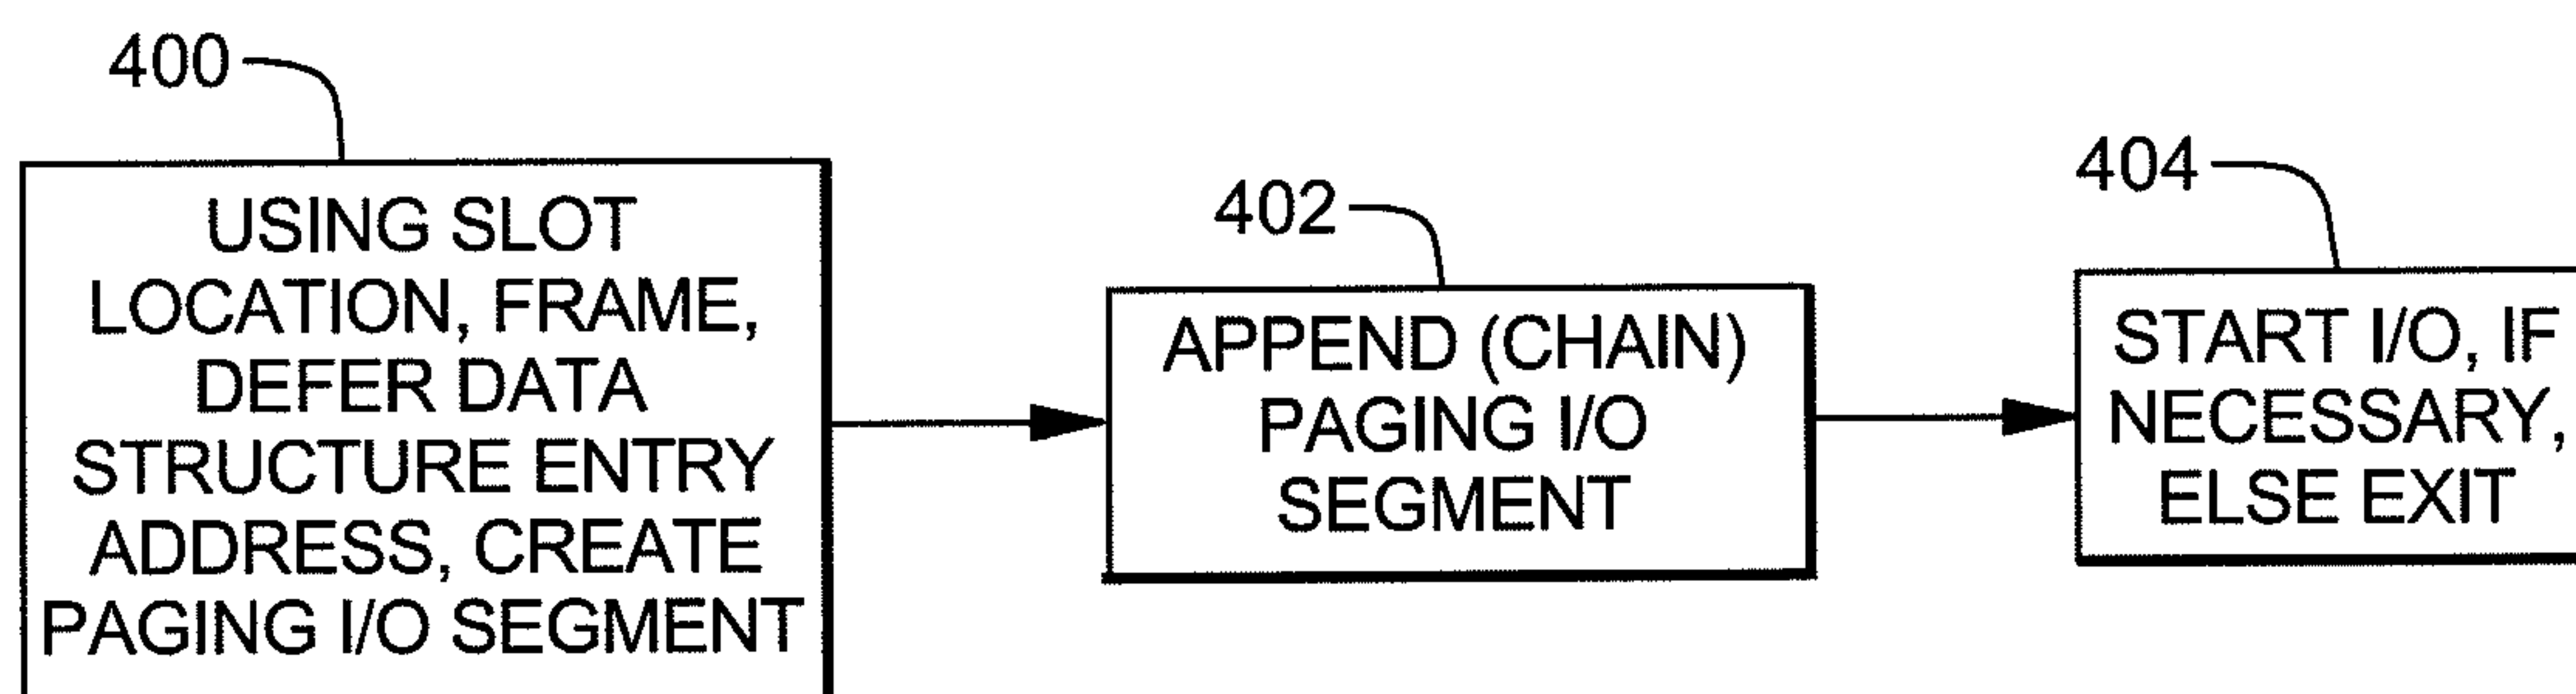 400
USING SLOT
LOCATION, FRAME,
DEFER DATA
STRUCTURE ENTRY
ADDRESS, CREATE
PAGING I/O SEGMENT
402
APPEND (CHAIN)
PAGING I/O
SEGMENT
404
START I/O, IF
NECESSARY,
ELSE EXIT